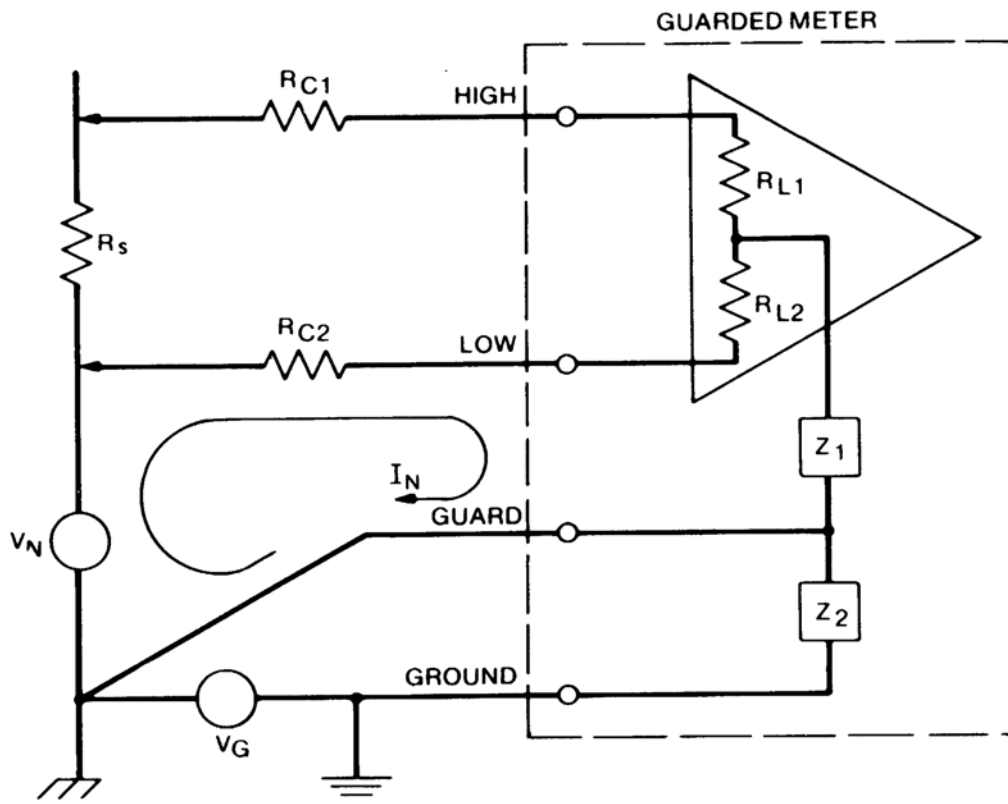 GUARDED METER
RC1
HIGH
RL1
Rs
RL2
RC2
LOW
Z1
IN
GUARD
VN
Z2
GROUND
VG